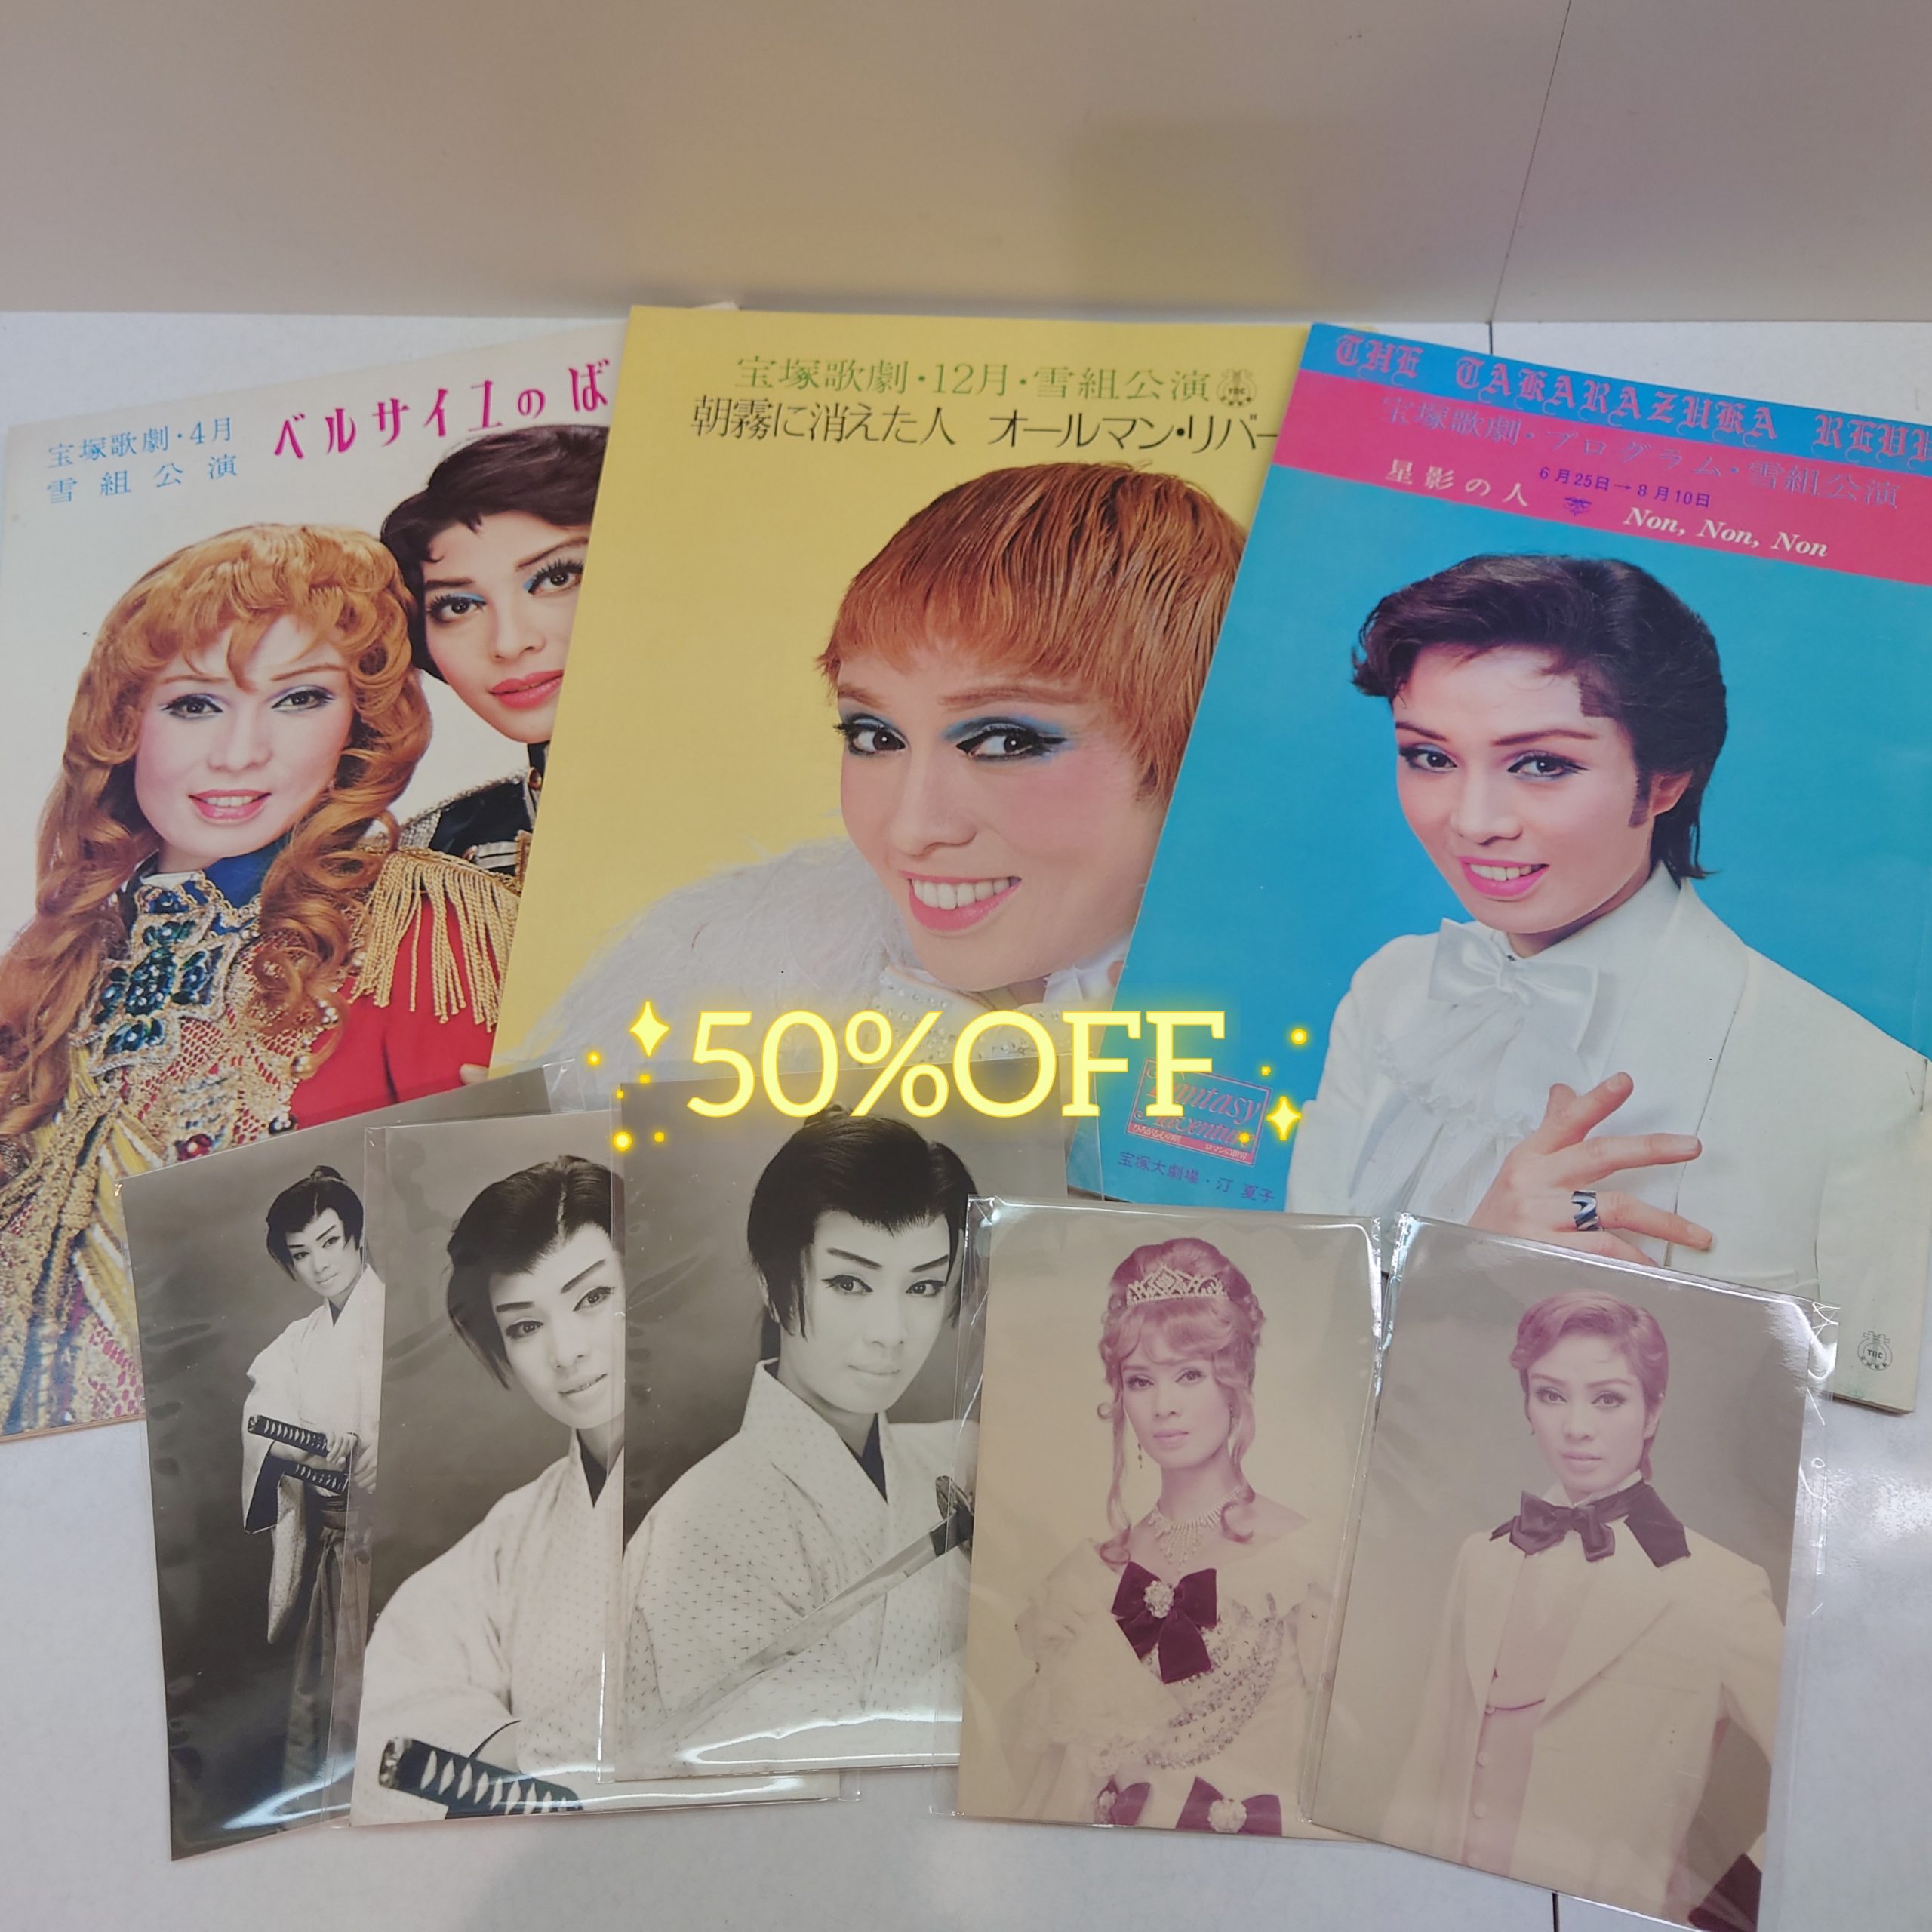 宝塚歌劇・4月
雪組公演
ベルサイユのば
宝塚歌劇・12月・雪組公演
TDC
朝霧に消えた人 オールマン・リバー
THE TAKARAZUKA REVU
宝塚歌劇・プログラム・雪組公演
6月25日→8月10日
星影の人
Non, Non, Non
50%OFF
Fantasy
Adventure
宝塚大劇場・汀 夏子
TDC